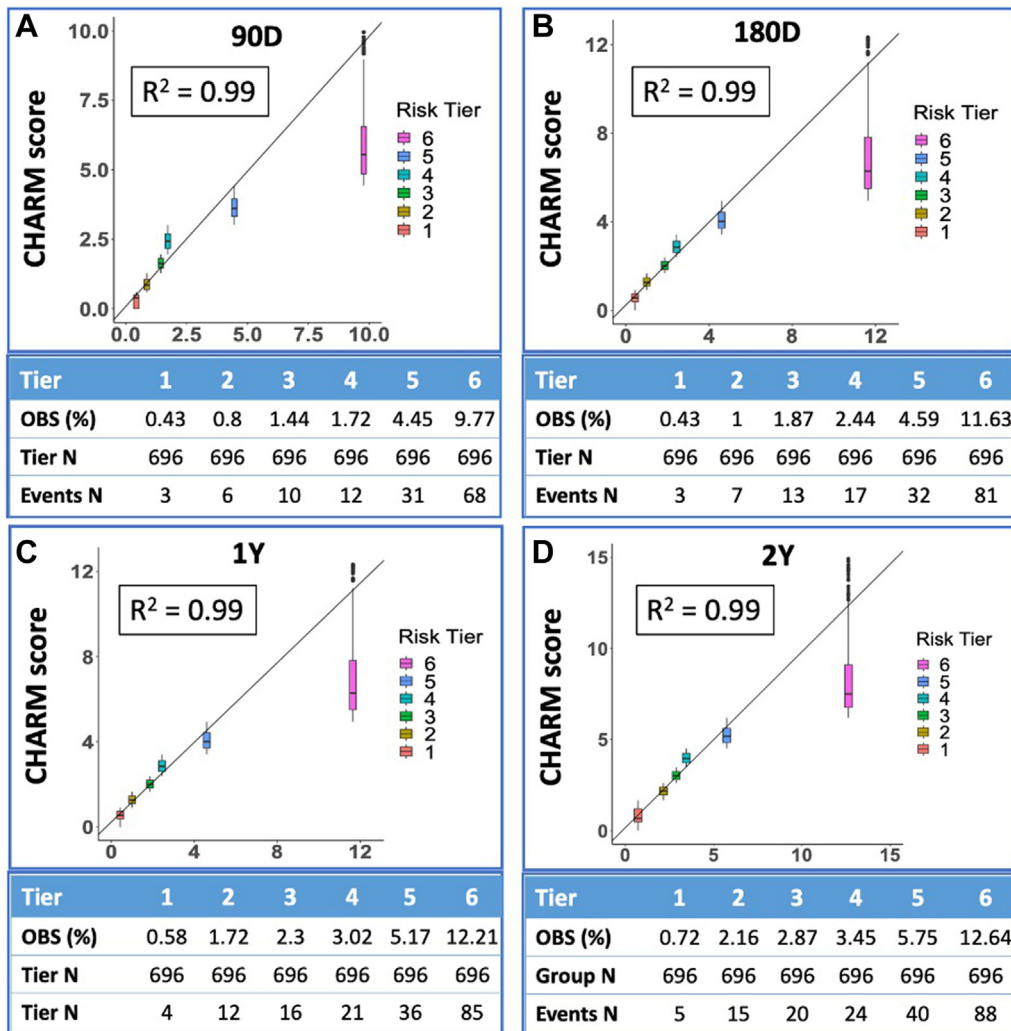 A
90D
CHARM score
10.0
7.5
5.0
2.5
0.0
R² = 0.99
Risk Tier
6
5
4
3
2
1
0.0 2.5 5.0 7.5 10.0
Tier 1 2 3 4 5 6
OBS (%) 0.43 0.8 1.44 1.72 4.45 9.77
Tier N 696 696 696 696 696 696
Events N 3 6 10 12 31 68
B
180D
CHARM score
12
8
4
0
R² = 0.99
Risk Tier
6
5
4
3
2
1
0 4 8 12
Tier 1 2 3 4 5 6
OBS (%) 0.43 1 1.87 2.44 4.59 11.63
Tier N 696 696 696 696 696 696
Events N 3 7 13 17 32 81
C
1Y
CHARM score
12
8
4
0
R² = 0.99
Risk Tier
6
5
4
3
2
1
0 4 8 12
Tier 1 2 3 4 5 6
OBS (%) 0.58 1.72 2.3 3.02 5.17 12.21
Tier N 696 696 696 696 696 696
Tier N 4 12 16 21 36 85
D
2Y
CHARM score
15
10
5
0
R² = 0.99
Risk Tier
6
5
4
3
2
1
0 5 10 15
Tier 1 2 3 4 5 6
OBS (%) 0.72 2.16 2.87 3.45 5.75 12.64
Group N 696 696 696 696 696 696
Events N 5 15 20 24 40 88